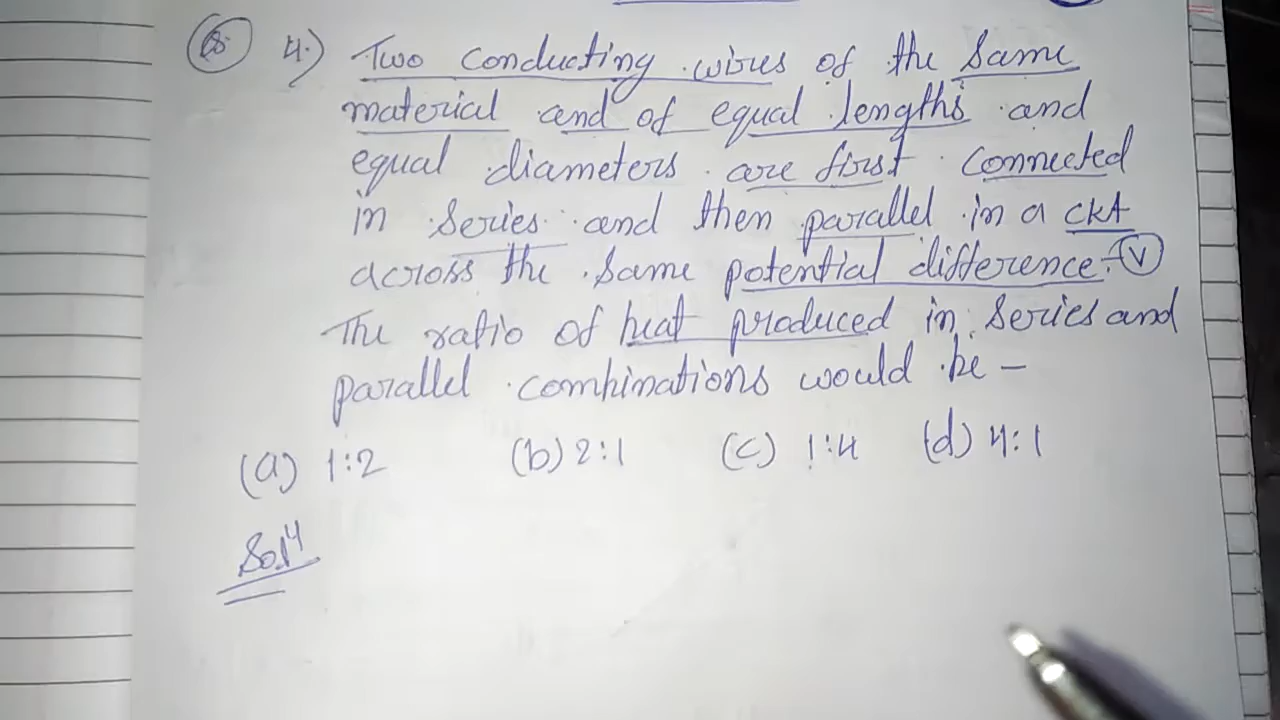 Q. 4.) Two conducting wires of the same
material and of equal lengths and
equal diameters are first connected
in series and then parallel in a ckt
across the same potential difference. - V
The ratio of heat produced in series and
parallel combinations would be -
(a) 1:2 (b) 2:1 (c) 1:4 (d) 4:1
Solⁿ